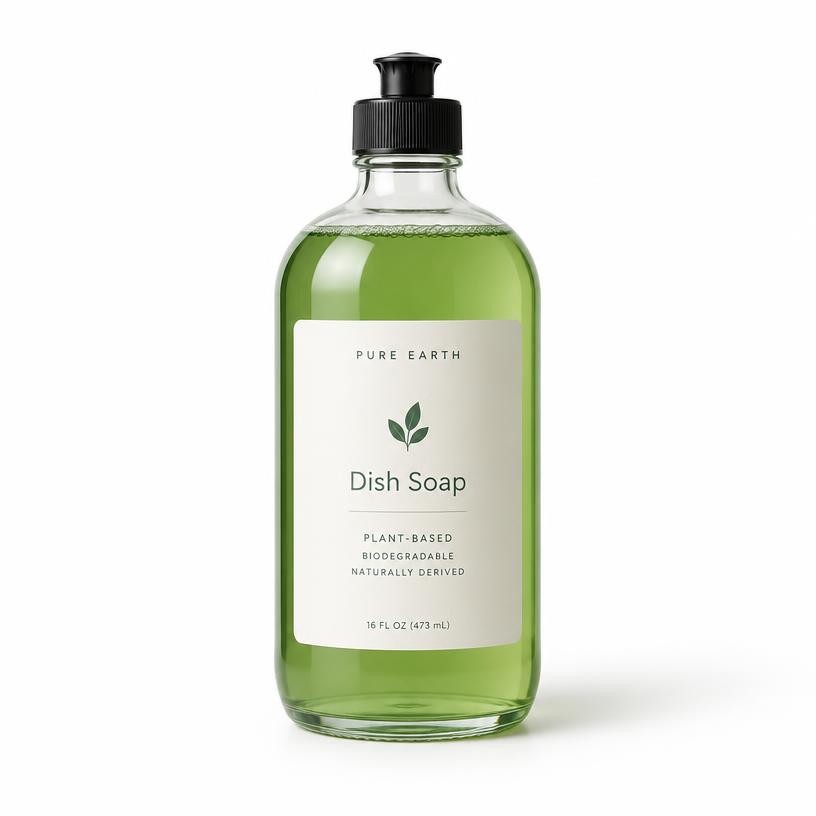 PURE EARTH
Dish Soap
PLANT-BASED
BIODEGRADABLE
NATURALLY DERIVED
16 FL OZ (473 mL)